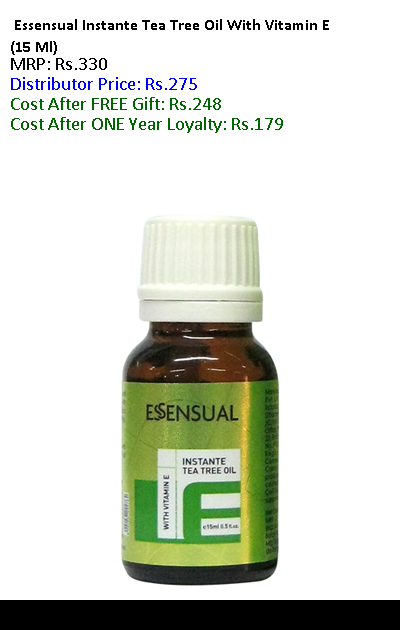 Essensual Instante Tea Tree Oil With Vitamin E
(15 Ml)
MRP: Rs.330
Distributor Price: Rs.275
Cost After FREE Gift: Rs.248
Cost After ONE Year Loyalty: Rs.179
ESSENSUAL
INSTANTE
TEA TREE OIL
WITH VITAMIN E
e15ml 0.5 fl.oz.